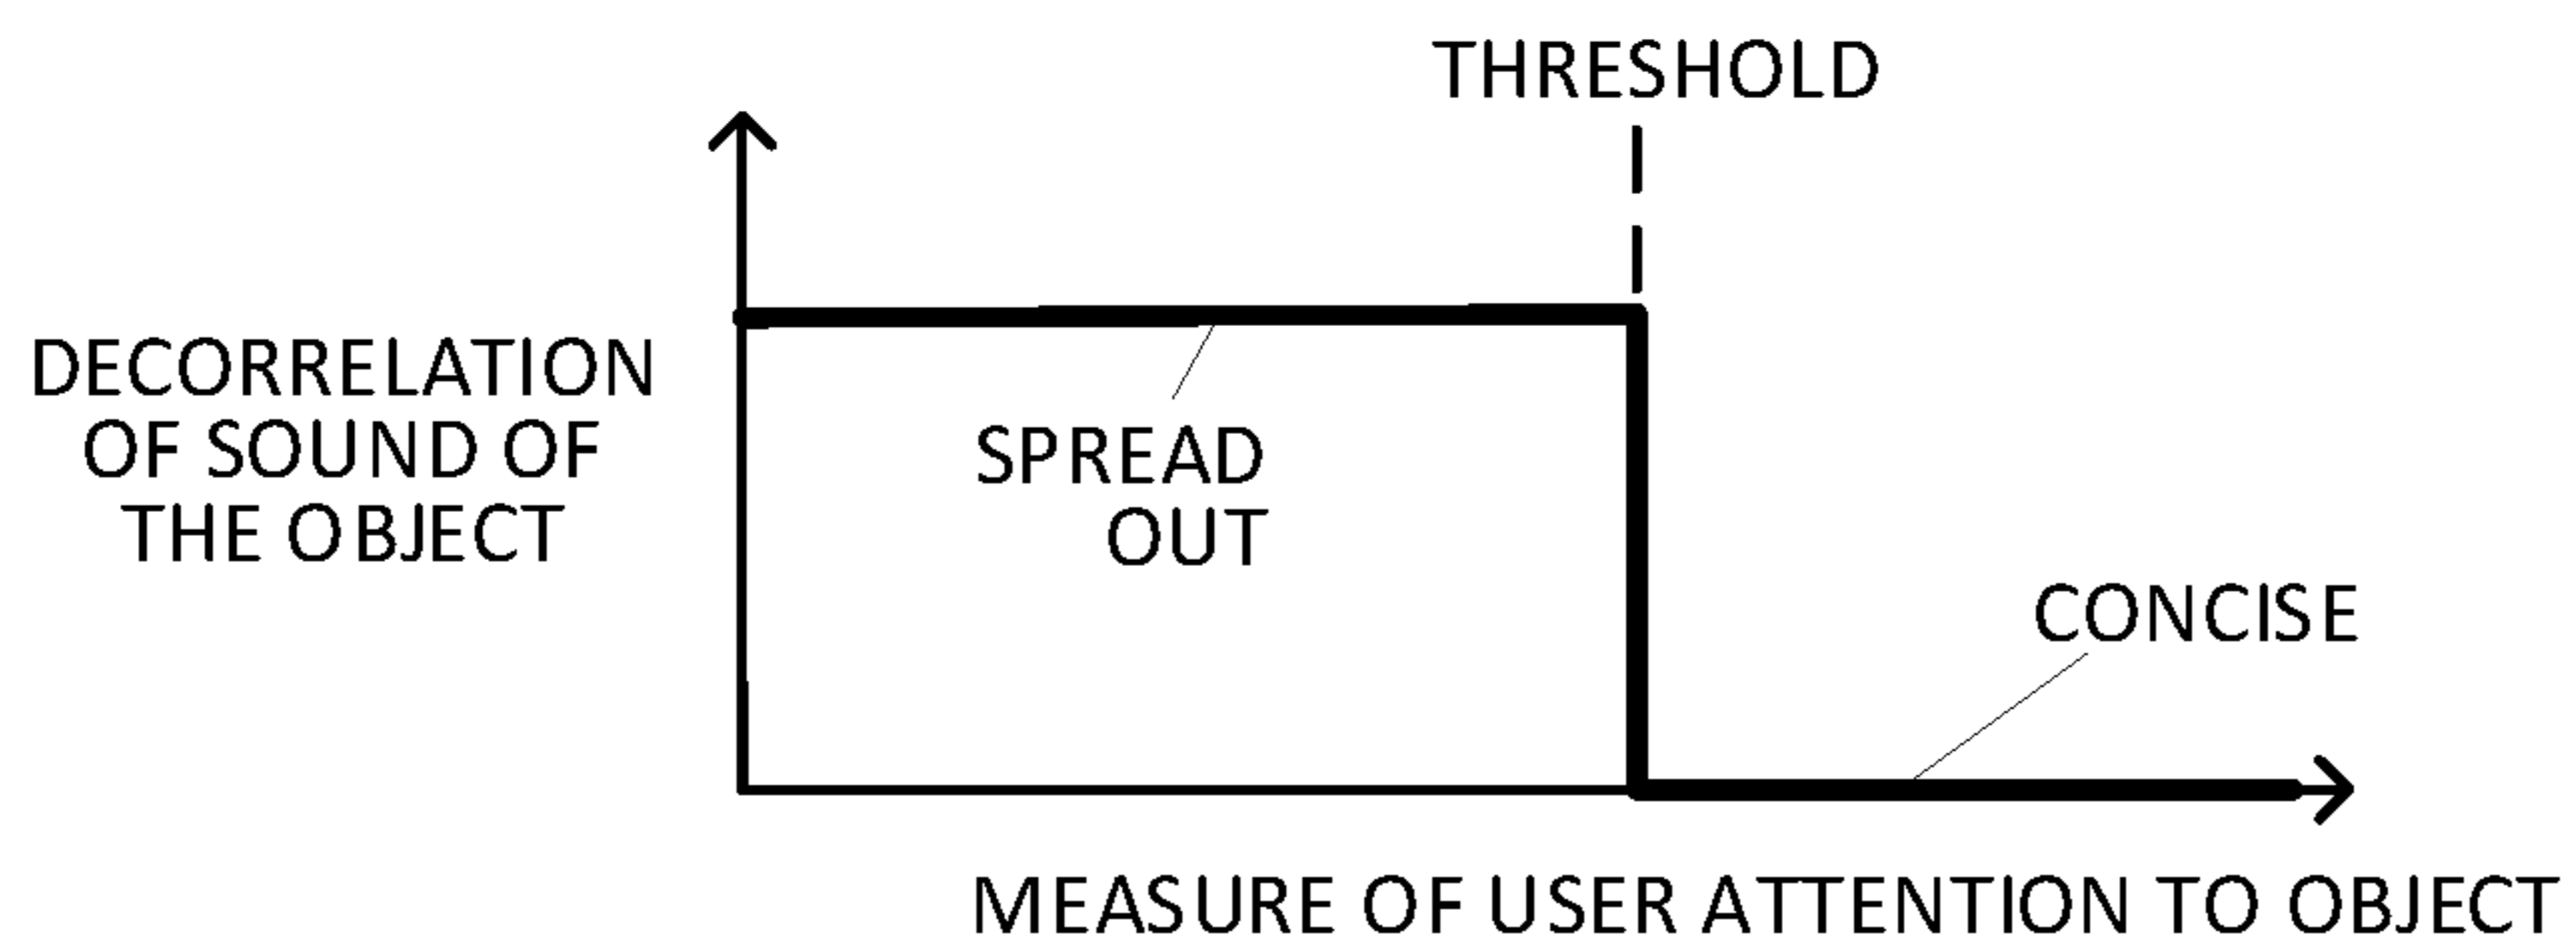 THRESHOLD
DECORRELATION
OF SOUND OF
THE OBJECT
SPREAD
OUT
CONCISE
MEASURE OF USER ATTENTION TO OBJECT